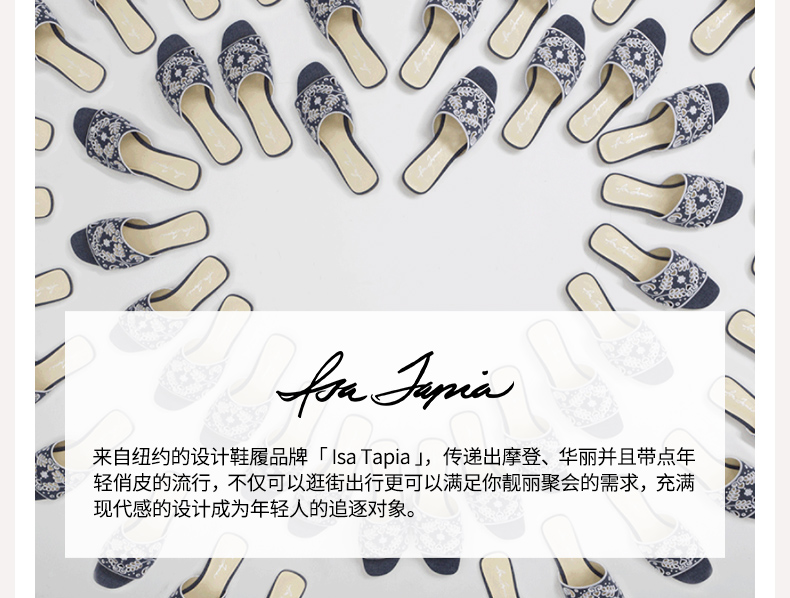 Isa Tapia
来自纽约的设计鞋履品牌「 Isa Tapia 」，传递出摩登、华丽并且带点年
轻俏皮的流行，不仅可以逛街出行更可以满足你靓丽聚会的需求，充满
现代感的设计成为年轻人的追逐对象。